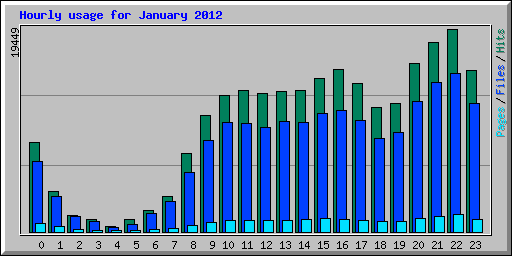 Hourly usage for January 2012
19449
Pages/Files/Hits
0 1 2 3 4 5 6 7 8 9 10 11 12 13 14 15 16 17 18 19 20 21 22 23